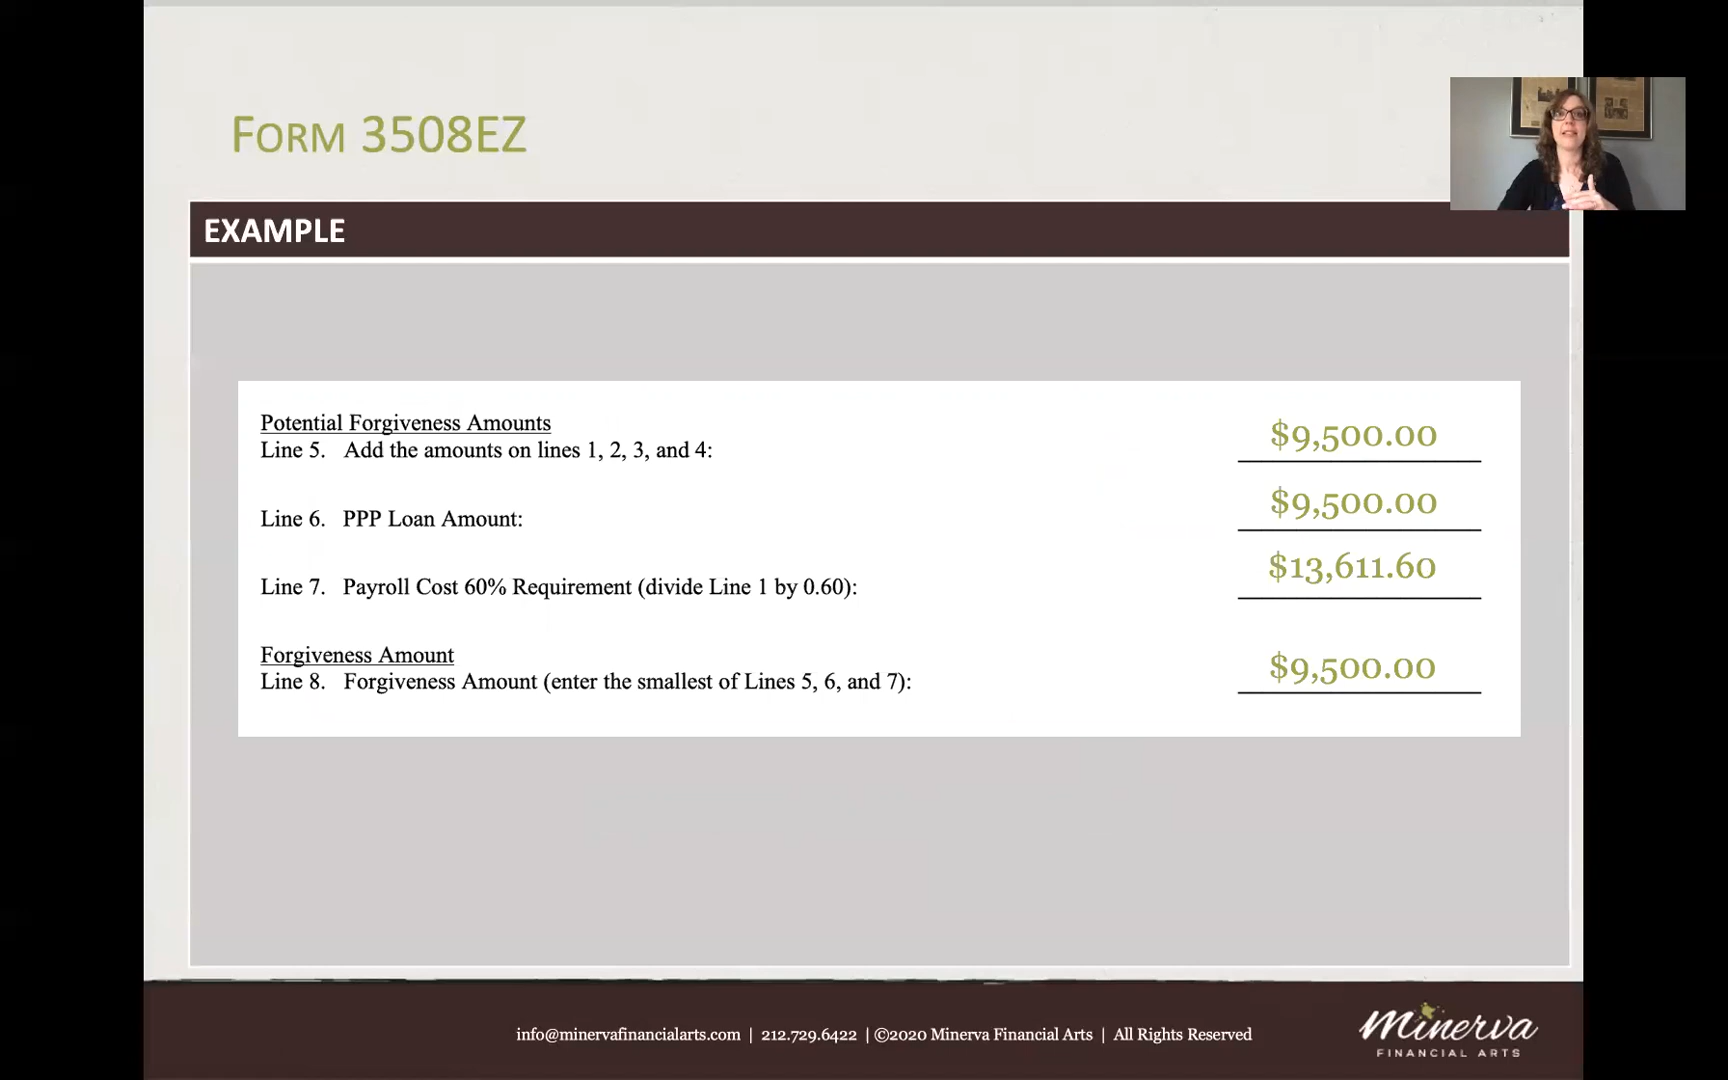 FORM 3508EZ
EXAMPLE
Potential Forgiveness Amounts
Line 5. Add the amounts on lines 1, 2, 3, and 4: $9,500.00
Line 6. PPP Loan Amount: $9,500.00
Line 7. Payroll Cost 60% Requirement (divide Line 1 by 0.60): $13,611.60
Forgiveness Amount
Line 8. Forgiveness Amount (enter the smallest of Lines 5, 6, and 7): $9,500.00
info@minervafinancialarts.com | 212.729.6422 | ©2020 Minerva Financial Arts | All Rights Reserved
Minerva
FINANCIAL ARTS